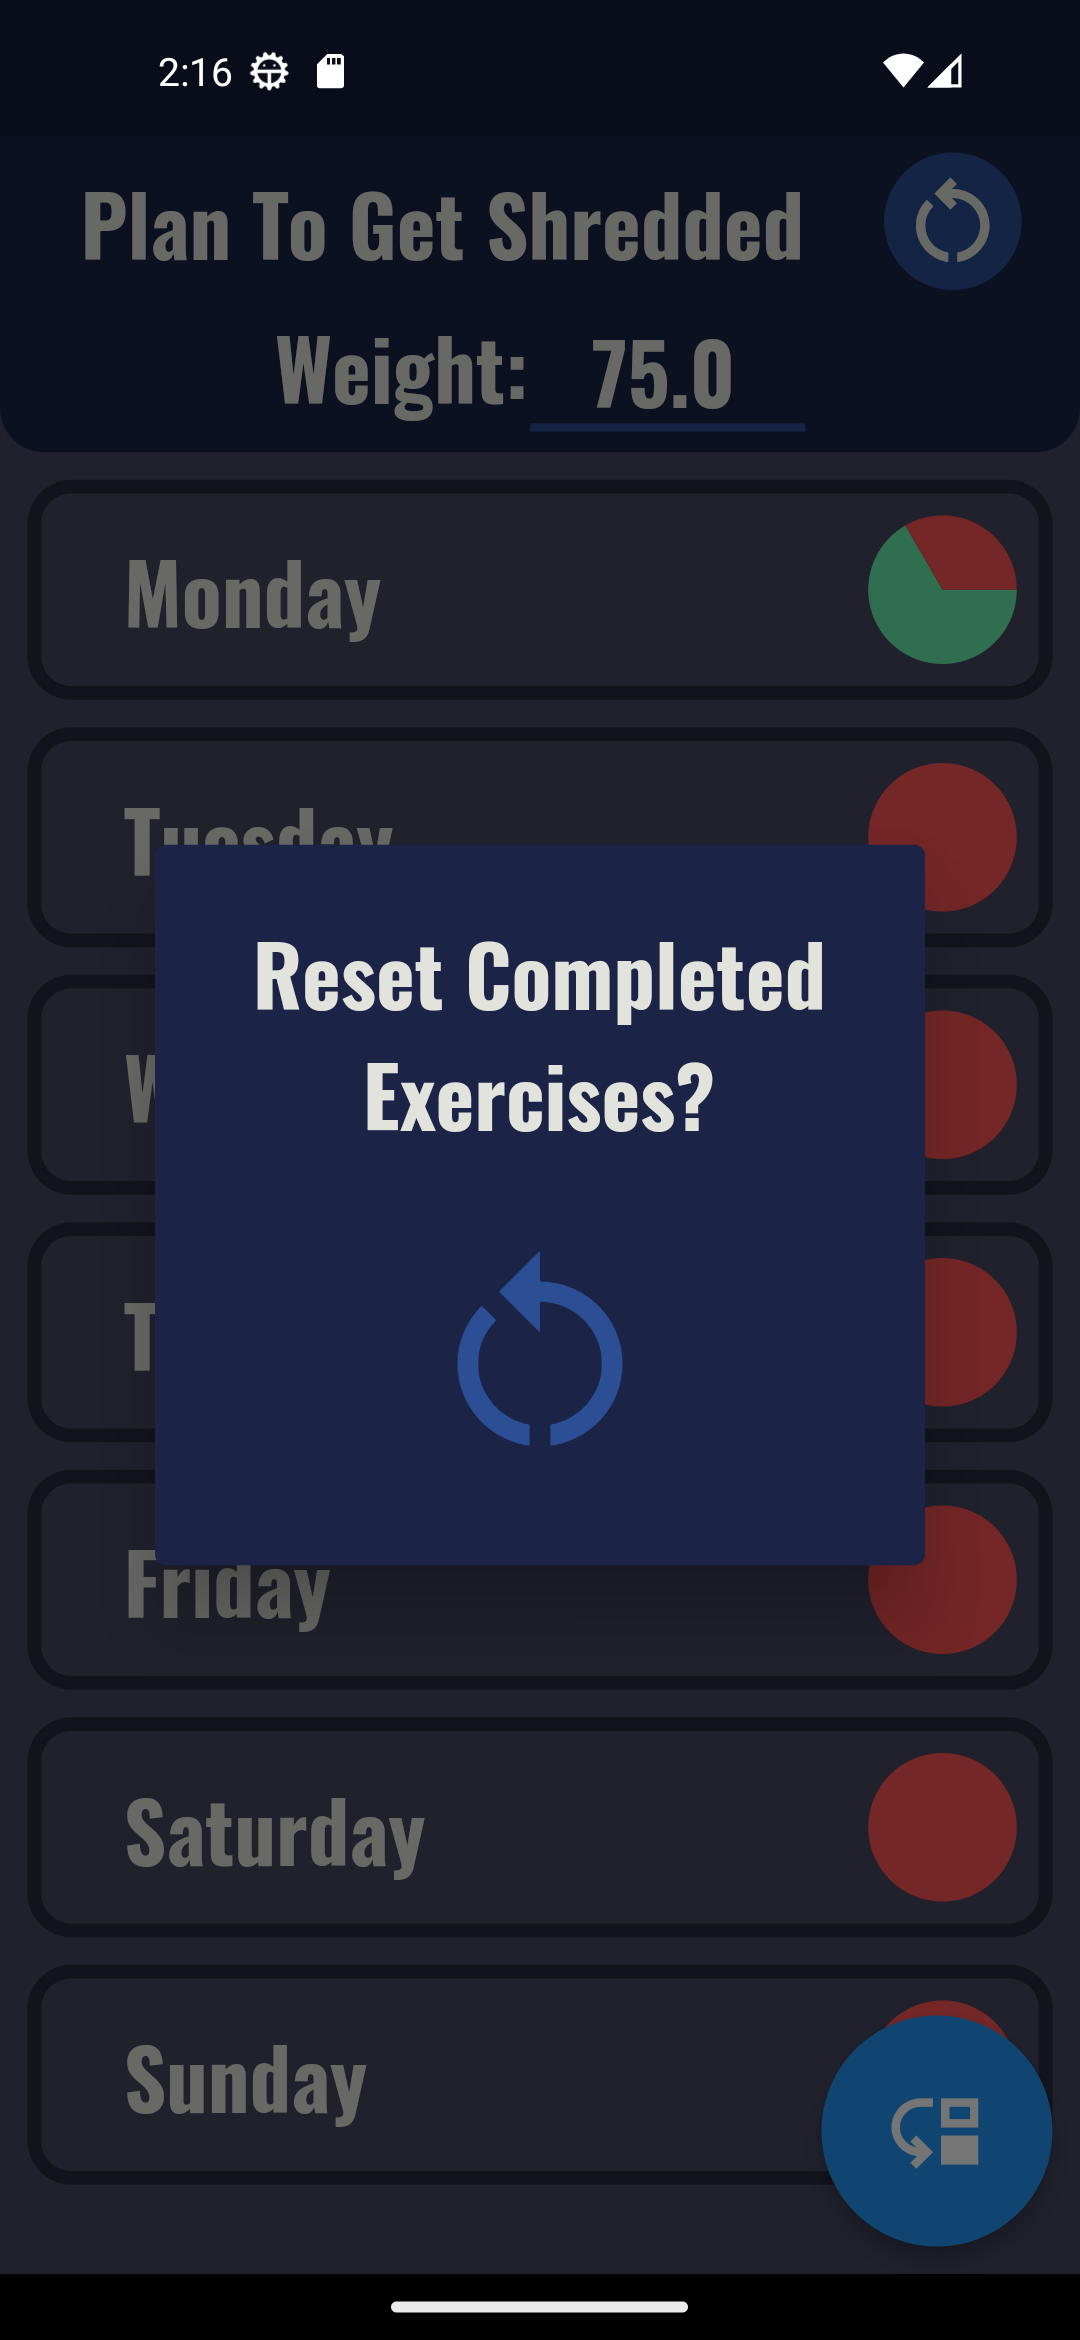 2:16
Plan To Get Shredded
Weight: 75.0
Monday
Tuesday
Reset Completed
Exercises?
Friday
Saturday
Sunday